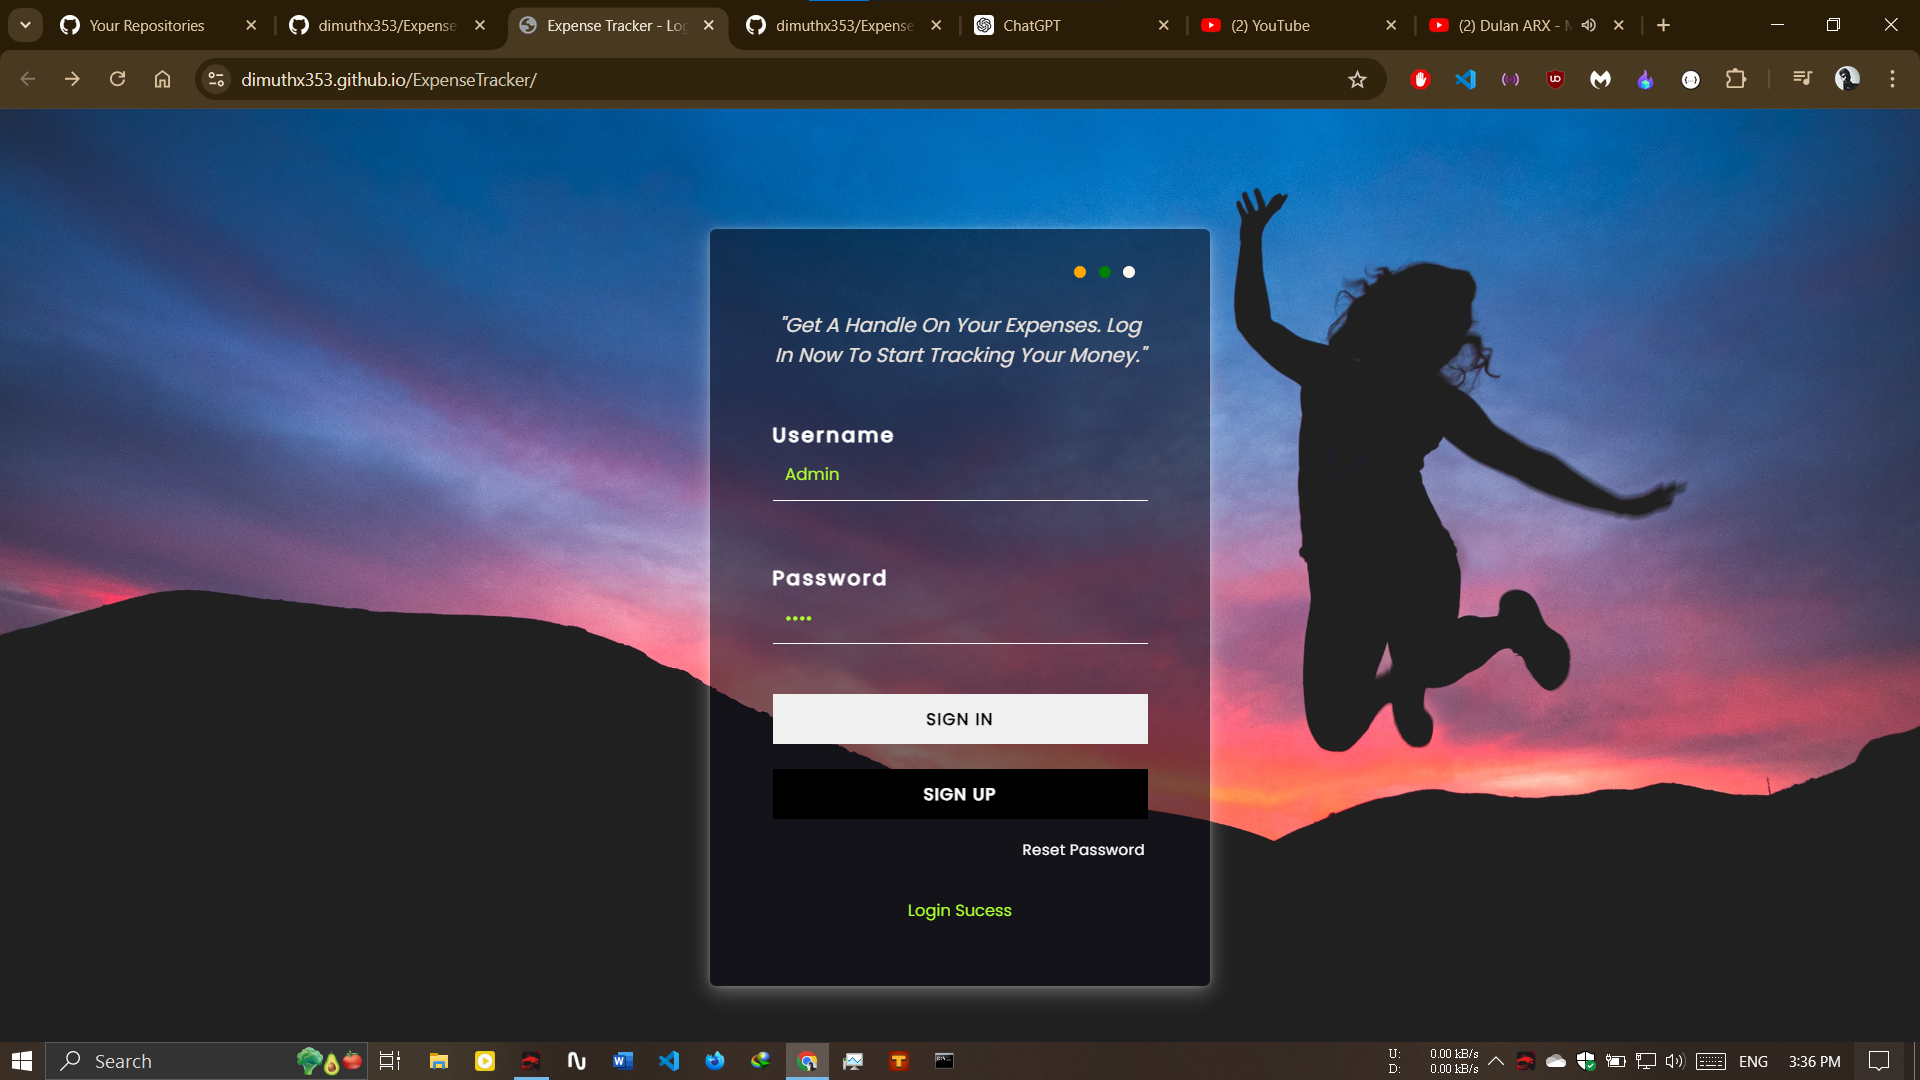 Your Repositories
dimuthx353/Expense
Expense Tracker - Log
dimuthx353/Expense
ChatGPT
(2) YouTube
(2) Dulan ARX - M
dimuthx353.github.io/ExpenseTracker/
"Get A Handle On Your Expenses. Log
In Now To Start Tracking Your Money."
Username
Admin
Password
SIGN IN
SIGN UP
Reset Password
Login Sucess
Search
U: 0.00 kB/s
D: 0.00 kB/s
ENG
3:36 PM